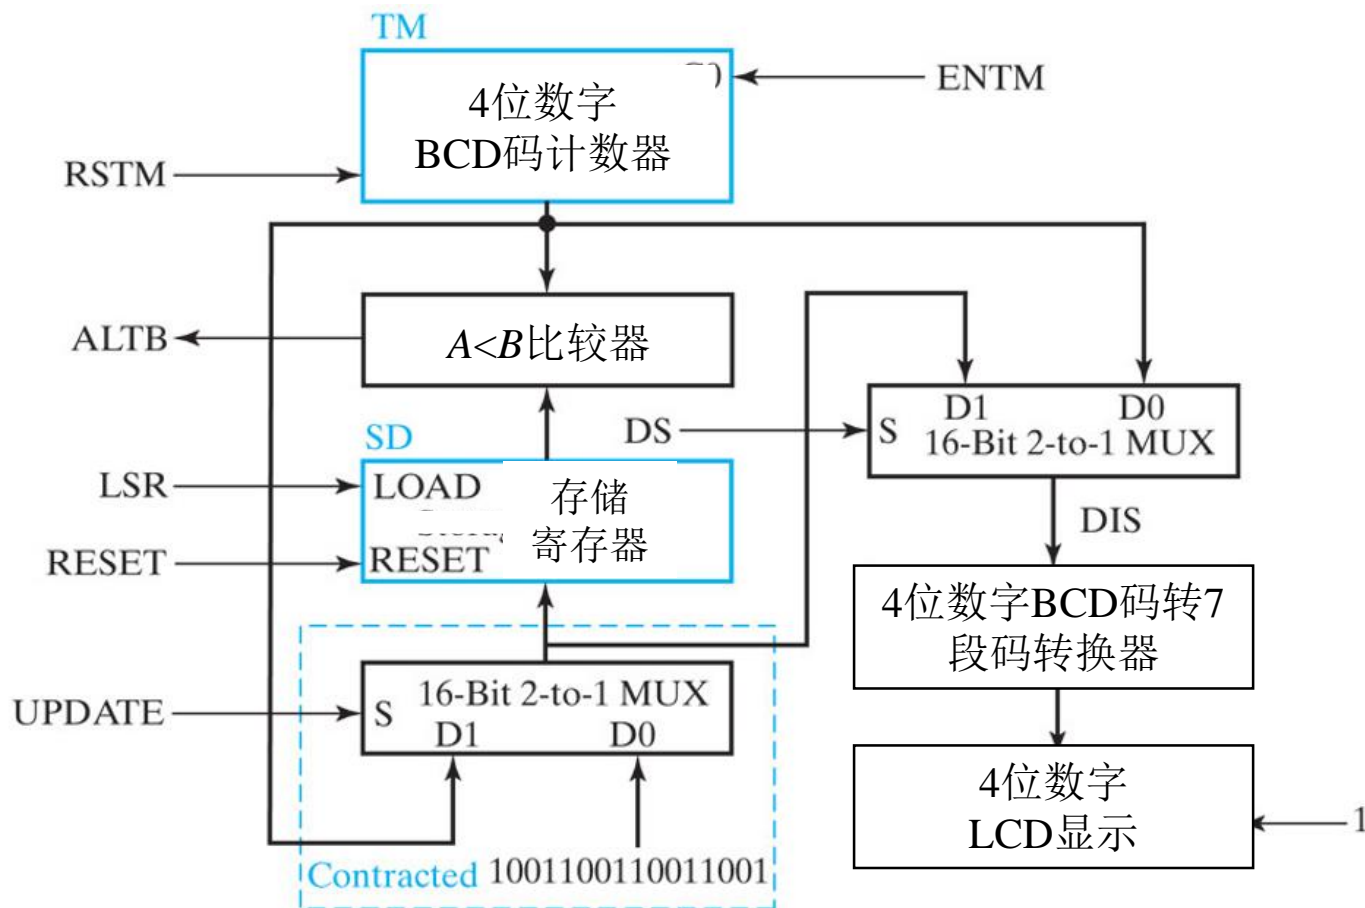 TM
4位数字
BCD码计数器
ENTM
RSTM
ALTB
A<B比较器
SD
LSR
LOAD
存储
寄存器
RESET
RESET
DS
S
D1
D0
16-Bit 2-to-1 MUX
DIS
4位数字BCD码转7
段码转换器
UPDATE
S
16-Bit 2-to-1 MUX
D1
D0
4位数字
LCD显示
1
Contracted
1001100110011001